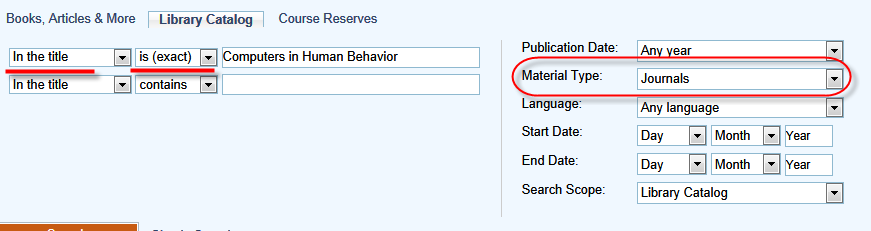 Books, Articles & More Library Catalog Course Reserves
In the title is (exact) Computers in Human Behavior
In the title contains
Publication Date: Any year
Material Type: Journals
Language: Any language
Start Date: Day Month Year
End Date: Day Month Year
Search Scope: Library Catalog